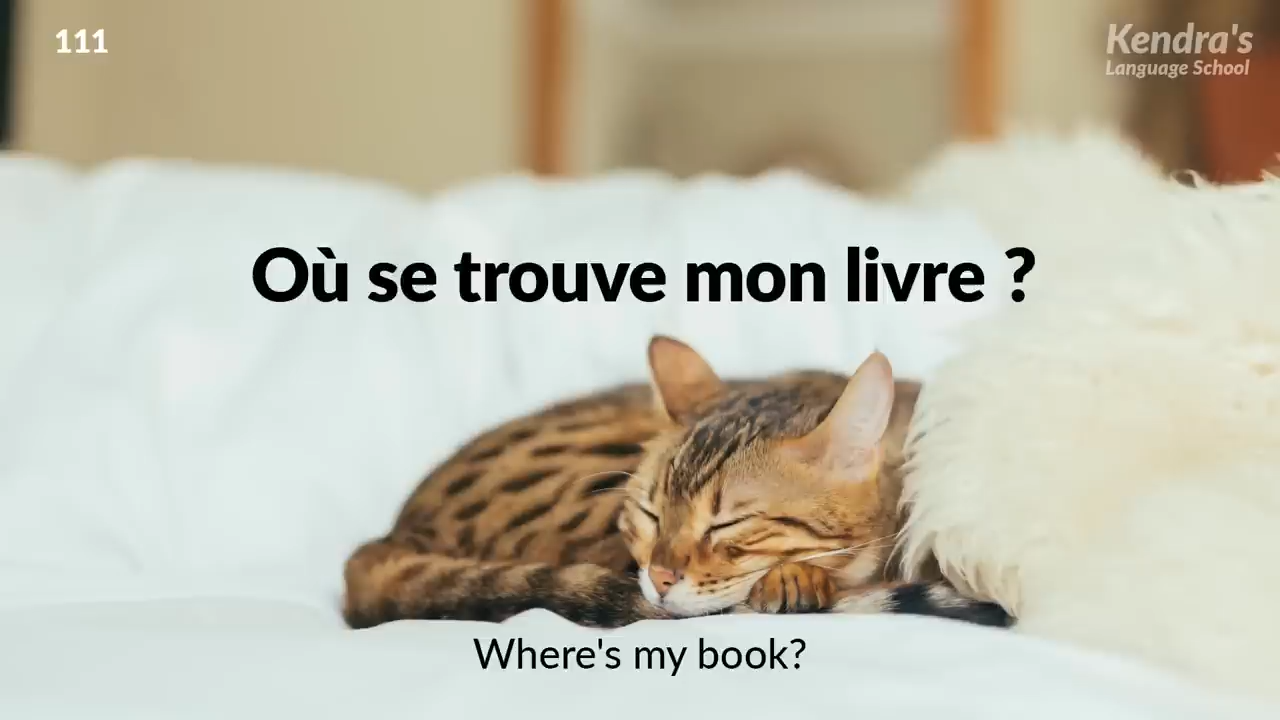 111
Kendra's
Language School
Où se trouve mon livre ?
Where's my book?